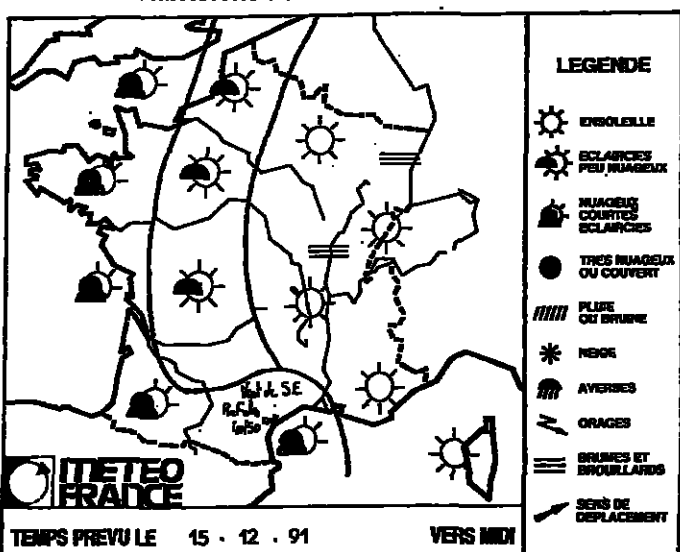 LEGENDE
ENSOLEILLE
ECLAIRCIES
PEU NUAGEUX
NUAGEUX
COURTES
ECLAIRCIES
TRES NUAGEUX
OU COUVERT
PLUIE
OU BRUINE
NEIGE
AVERSES
ORAGES
BRUMES ET
BROUILLARDS
SENS DE
DEPLACEMENT
de S.E.
METEO
FRANCE
TEMPS PREVU LE 15 . 12 . 91 VERS MIDI